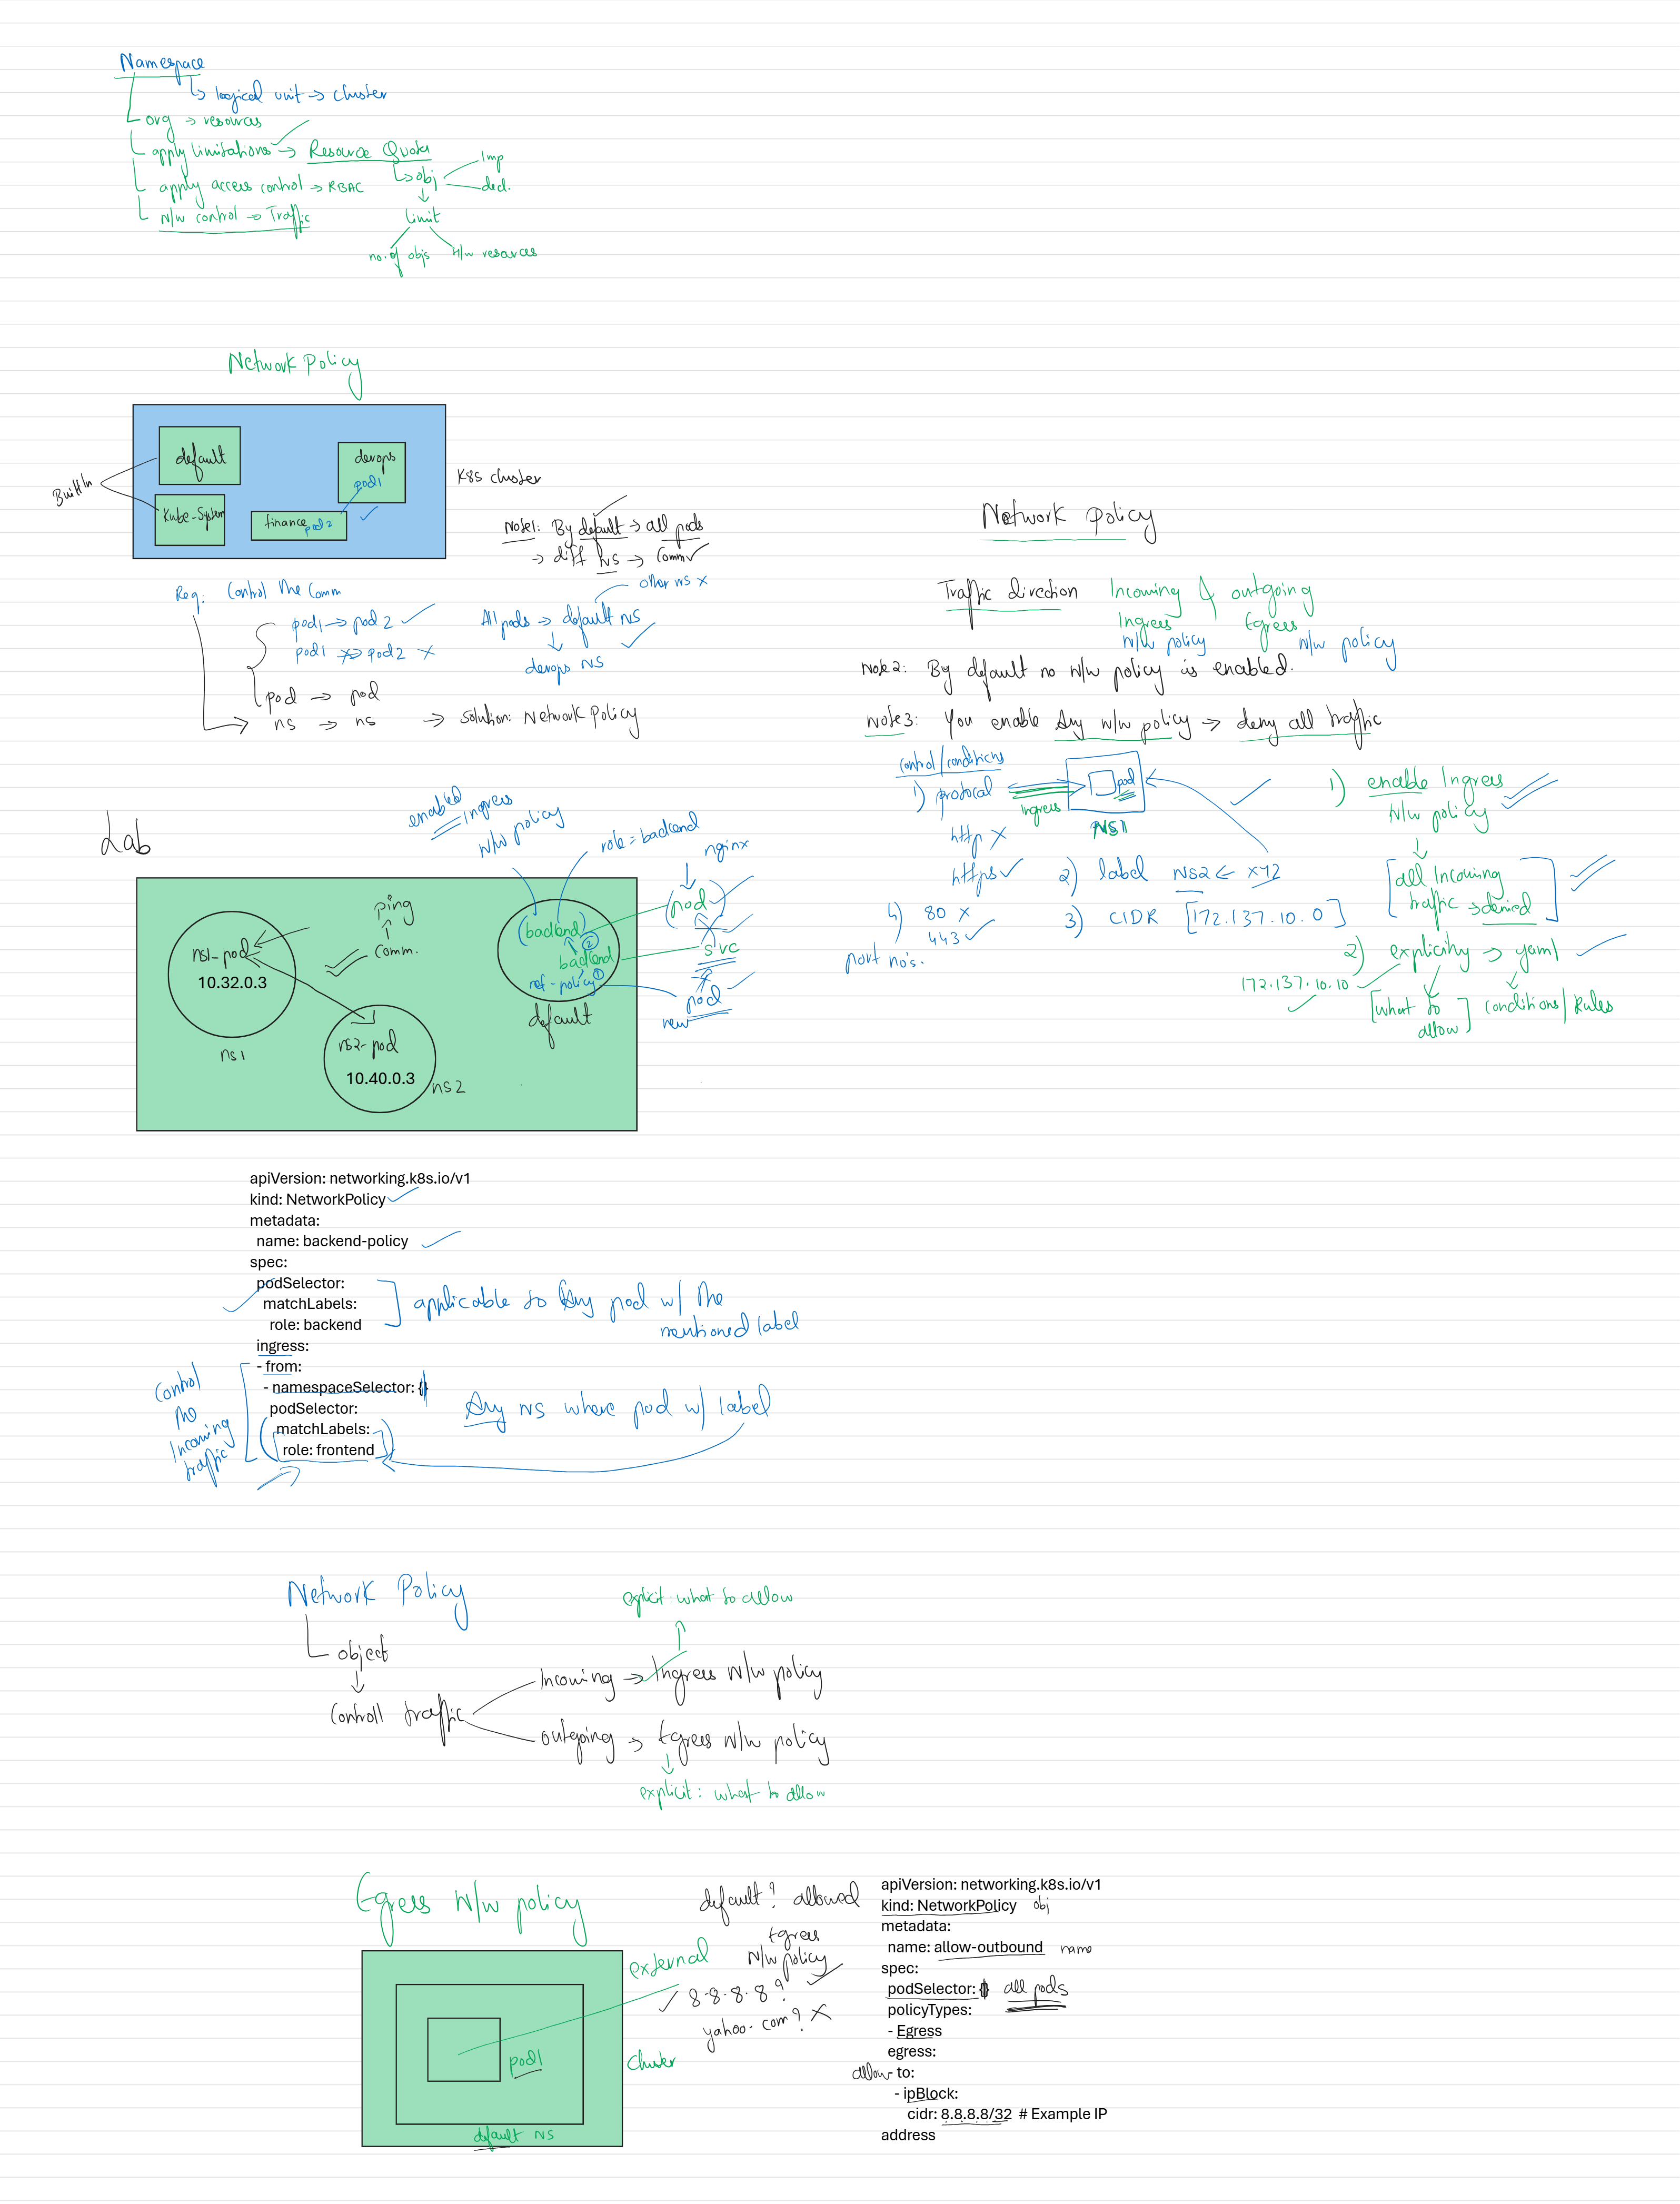 Namespace
↳ logical unit → cluster
org → resources
apply limitations → Resource Quota
↳ obj
Imp
decl.
apply access control → RBAC
limit
N/w control → Traffic
no. of objs
H/w resources
Network Policy
default
devops
pod1
Built In
Kube-System
finance
pod2
K8s cluster
Note1: By default → all pods
→ diff NS → Comm ✓
Req: Control the Comm
other ns x
pod1 → pod2 ✓
All pods → default NS
pod1 → pod2 x
devops NS
pod → pod
ns → ns → solution: Network Policy
Network policy
Traffic direction Incoming & outgoing
Ingress Egress
N/w policy N/w policy
Note2: By default no N/w policy is enabled.
Note3: You enable Any N/w policy → deny all traffic
Control/conditions
1) protocal
Ingress
pod
NS1
http x
https ✓
2) label NS2 ← XYZ
4) 80 x
443 ✓
port no's.
3) CIDR [172.137.10.0]
172.137.10.10
1) enable Ingress
N/w policy
[all Incoming
traffic → denied]
2) explicity → yaml
[what to
allow]
conditions/Rules
Lab
enabled
Ingress
N/w policy
role = backend
nginx
ping
Comm.
ns1-pod
10.32.0.3
ns1
ns2-pod
10.40.0.3
ns2
(backend)
2
backend
1
default
(pod)
svc
pod
new
apiVersion: networking.k8s.io/v1
kind: NetworkPolicy
metadata:
name: backend-policy
spec:
podSelector:
matchLabels:
role: backend
applicable to Any pod w/ the
mentioned label
ingress:
- from:
- namespaceSelector: {}
podSelector:
matchLabels:
role: frontend
Control
the
Incoming
traffic
Any NS where pod w/ label
Network Policy
object
Controll traffic
explicit: what to allow
Incoming → Ingress N/w policy
outgoing → Egress N/w policy
explicit: what to allow
Egress N/w policy
default? allowed
Egress
N/w policy
external
8.8.8.8?
yahoo.com? x
pod1
cluster
default NS
apiVersion: networking.k8s.io/v1
kind: NetworkPolicy obj
metadata:
name: allow-outbound name
spec:
podSelector: {} all pods
policyTypes:
- Egress
egress:
allow - to:
- ipBlock:
cidr: 8.8.8.8/32 # Example IP
address